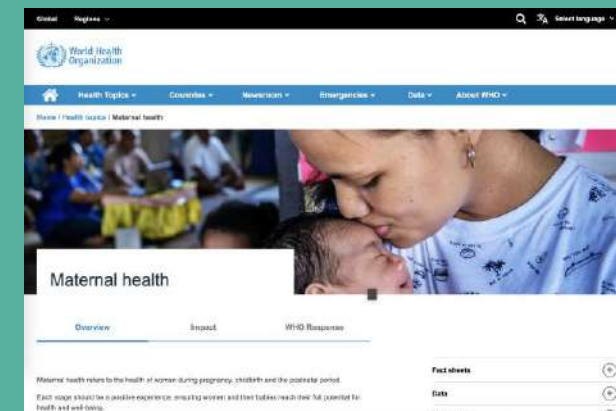 Global Regions
Select language
World Health
Organization
Health Topics Countries Newsroom Emergencies Data About WHO
Home / Health topics / Maternal health
Maternal health
Overview Impact WHO Response
Maternal health refers to the health of women during pregnancy, childbirth and the postnatal period.
Each stage should be a positive experience, ensuring women and their babies reach their full potential for
health and well-being.
Fact sheets
Data